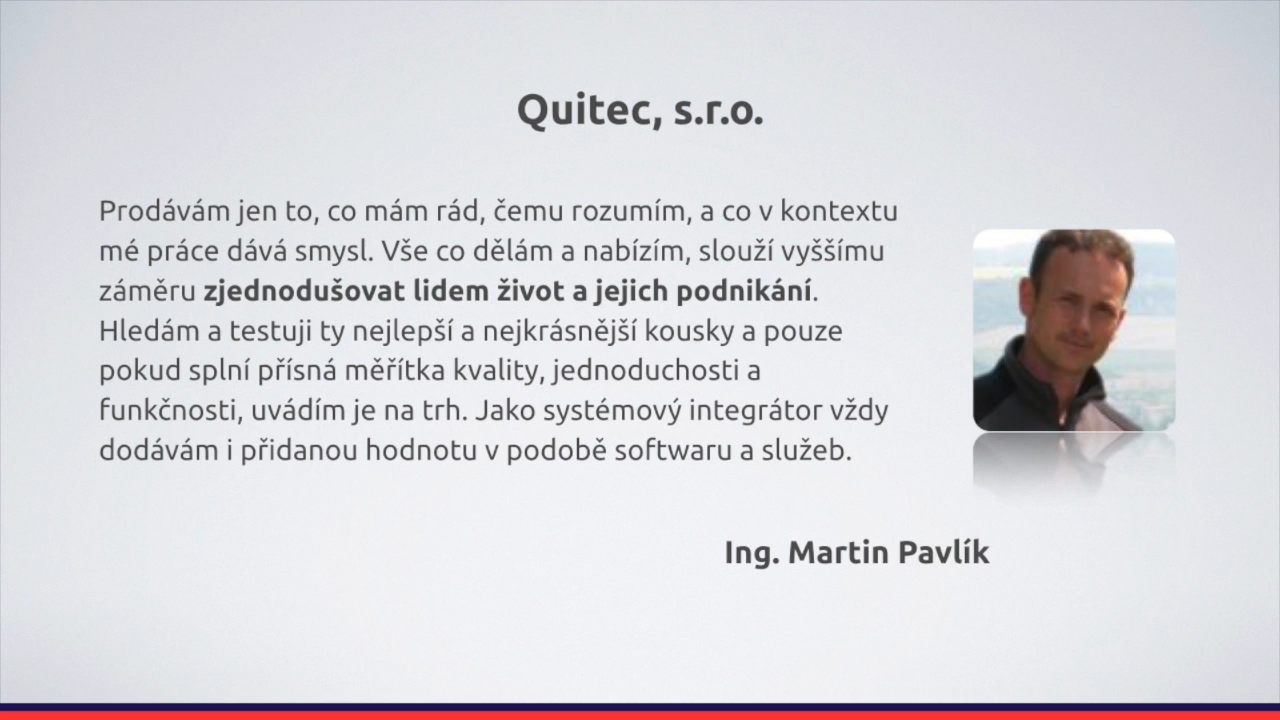 Quitec, s.r.o.
Prodávám jen to, co mám rád, čemu rozumím, a co v kontextu
mé práce dává smysl. Vše co dělám a nabízím, slouží vyššímu
záměru zjednodušovat lidem život a jejich podnikání.
Hledám a testuji ty nejlepší a nejkrásnější kousky a pouze
pokud splní přísná měřítka kvality, jednoduchosti a
funkčnosti, uvádím je na trh. Jako systémový integrátor vždy
dodávám i přidanou hodnotu v podobě softwaru a služeb.
Ing. Martin Pavlík